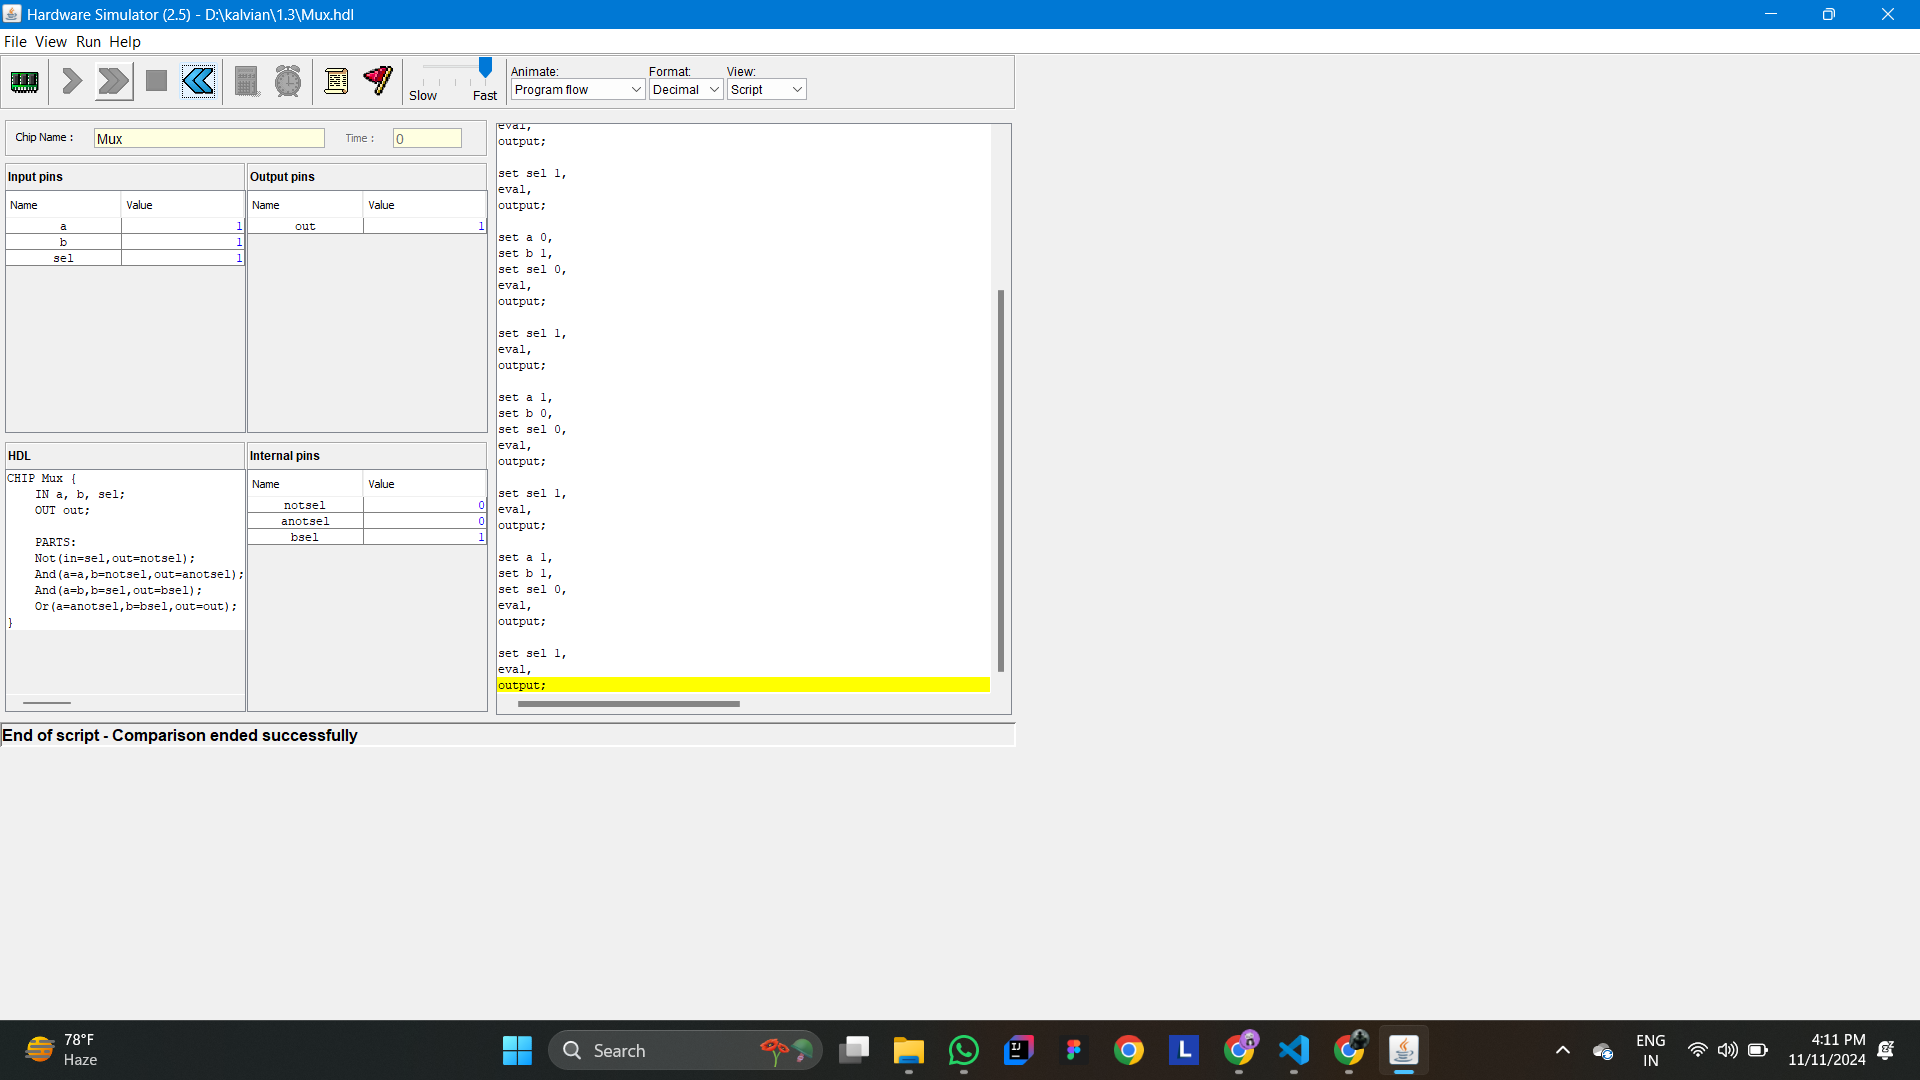 Hardware Simulator (2.5) - D:\kalvian\1.3\Mux.hdl
File View Run Help
Slow Fast
Animate: Format: View:
Program flow Decimal Script
Chip Name : Mux Time : 0
Input pins
Name Value
a 1
b 1
sel 1
Output pins
Name Value
out 1
HDL
CHIP Mux {
IN a, b, sel;
OUT out;
PARTS:
Not(in=sel,out=notsel);
And(a=a,b=notsel,out=anotsel);
And(a=b,b=sel,out=bsel);
Or(a=anotsel,b=bsel,out=out);
}
Internal pins
Name Value
notsel 0
anotsel 0
bsel 1
eval,
output;
set sel 1,
eval,
output;
set a 0,
set b 1,
set sel 0,
eval,
output;
set sel 1,
eval,
output;
set a 1,
set b 0,
set sel 0,
eval,
output;
set sel 1,
eval,
output;
set a 1,
set b 1,
set sel 0,
eval,
output;
set sel 1,
eval,
output;
End of script - Comparison ended successfully
78°F
Haze
Search
IJ
L
ENG
IN
4:11 PM
11/11/2024